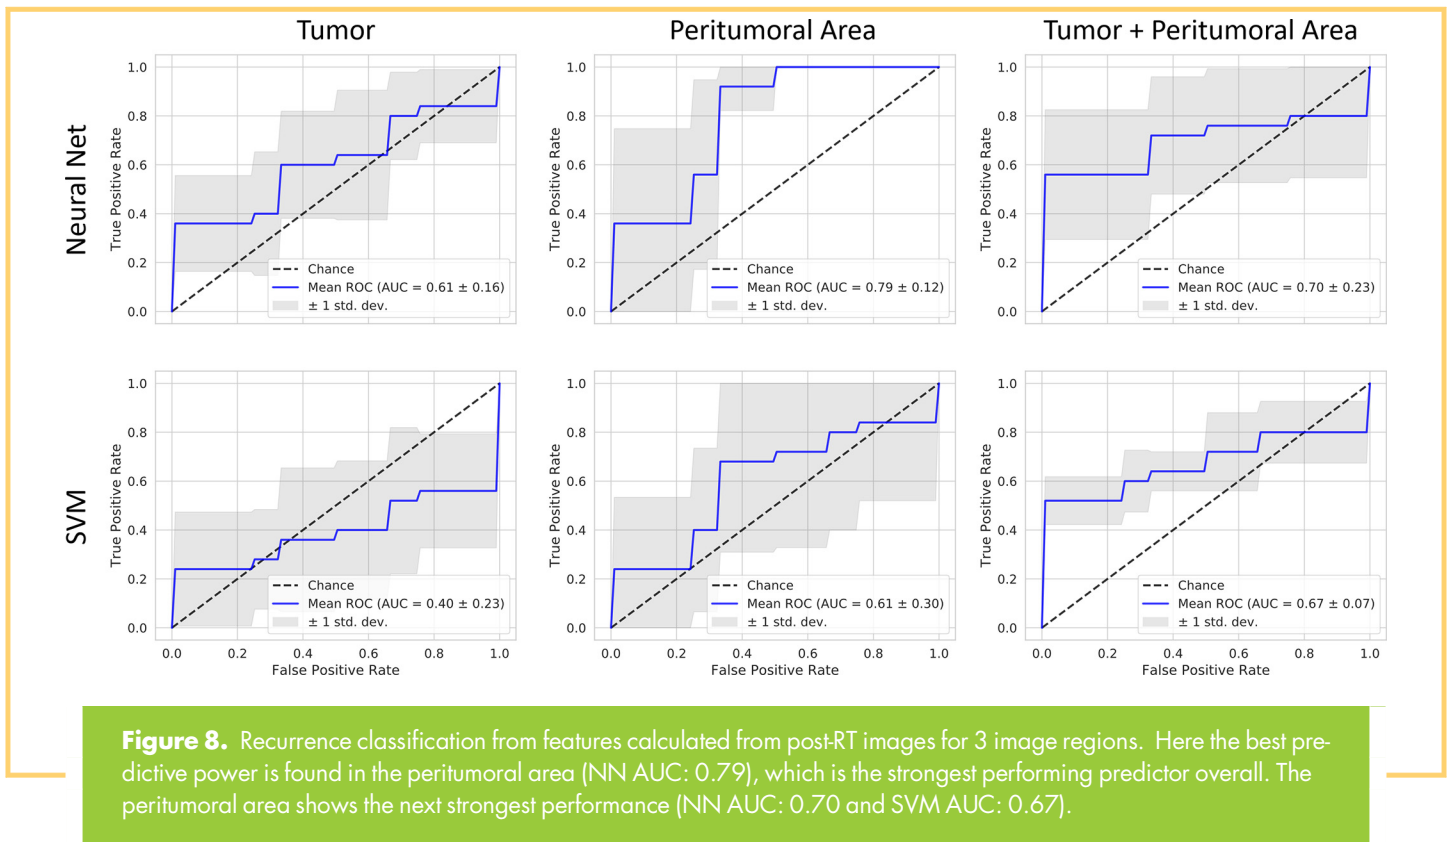 Tumor
Peritumoral Area
Tumor + Peritumoral Area
Neural Net
True Positive Rate
1.0
0.8
0.6
0.4
0.2
0.0
Chance
Mean ROC (AUC = 0.61 ± 0.16)
± 1 std. dev.
True Positive Rate
1.0
0.8
0.6
0.4
0.2
0.0
Chance
Mean ROC (AUC = 0.79 ± 0.12)
± 1 std. dev.
True Positive Rate
1.0
0.8
0.6
0.4
0.2
0.0
Chance
Mean ROC (AUC = 0.70 ± 0.23)
± 1 std. dev.
SVM
True Positive Rate
1.0
0.8
0.6
0.4
0.2
0.0
Chance
Mean ROC (AUC = 0.40 ± 0.23)
± 1 std. dev.
0.0 0.2 0.4 0.6 0.8 1.0
False Positive Rate
True Positive Rate
1.0
0.8
0.6
0.4
0.2
0.0
Chance
Mean ROC (AUC = 0.61 ± 0.30)
± 1 std. dev.
0.0 0.2 0.4 0.6 0.8 1.0
False Positive Rate
True Positive Rate
1.0
0.8
0.6
0.4
0.2
0.0
Chance
Mean ROC (AUC = 0.67 ± 0.07)
± 1 std. dev.
0.0 0.2 0.4 0.6 0.8 1.0
False Positive Rate
Figure 8. Recurrence classification from features calculated from post-RT images for 3 image regions. Here the best pre-
dictive power is found in the peritumoral area (NN AUC: 0.79), which is the strongest performing predictor overall. The
peritumoral area shows the next strongest performance (NN AUC: 0.70 and SVM AUC: 0.67).